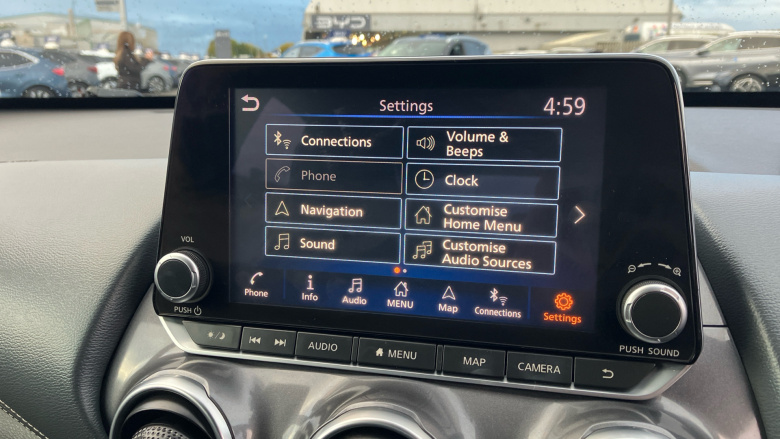 BYD
Settings
4:59
Connections
Volume &
Beeps
Phone
Clock
Navigation
Customise
Home Menu
Sound
Customise
Audio Sources
VOL
PUSH
Phone
Info
Audio
MENU
Map
Connections
Settings
PUSH SOUND
AUDIO
MENU
MAP
CAMERA